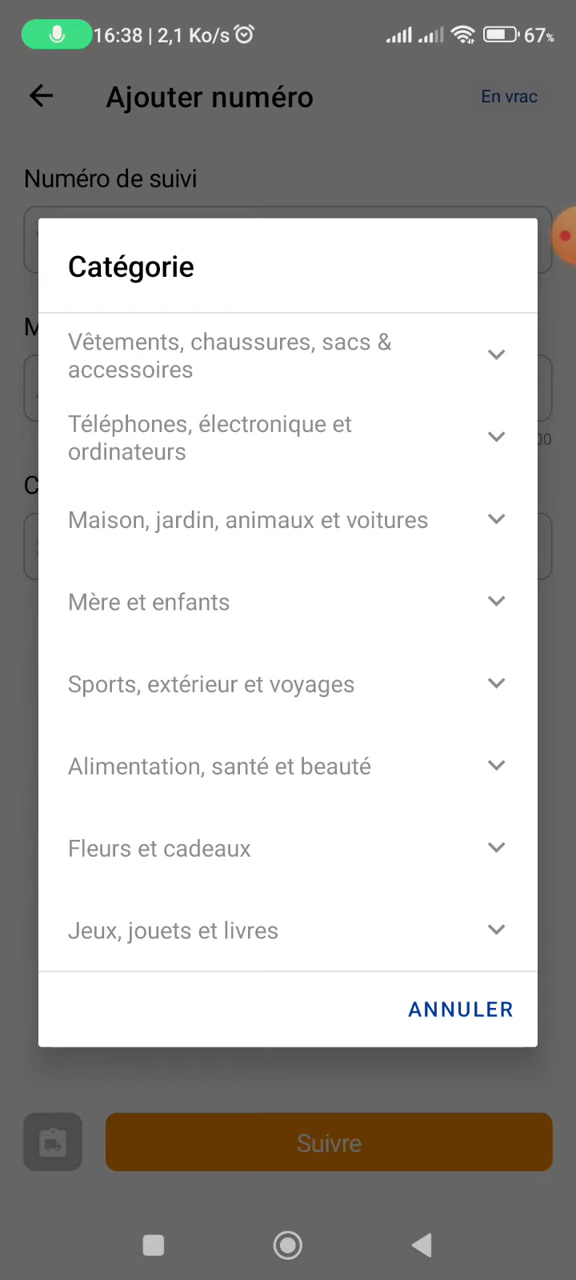 16:38 | 2,1 Ko/s
67%
Ajouter numéro
En vrac
Numéro de suivi
M
Catégorie
Vêtements, chaussures, sacs &
accessoires
Téléphones, électronique et
ordinateurs
00
C
Maison, jardin, animaux et voitures
Mère et enfants
Sports, extérieur et voyages
Alimentation, santé et beauté
Fleurs et cadeaux
Jeux, jouets et livres
ANNULER
Suivre